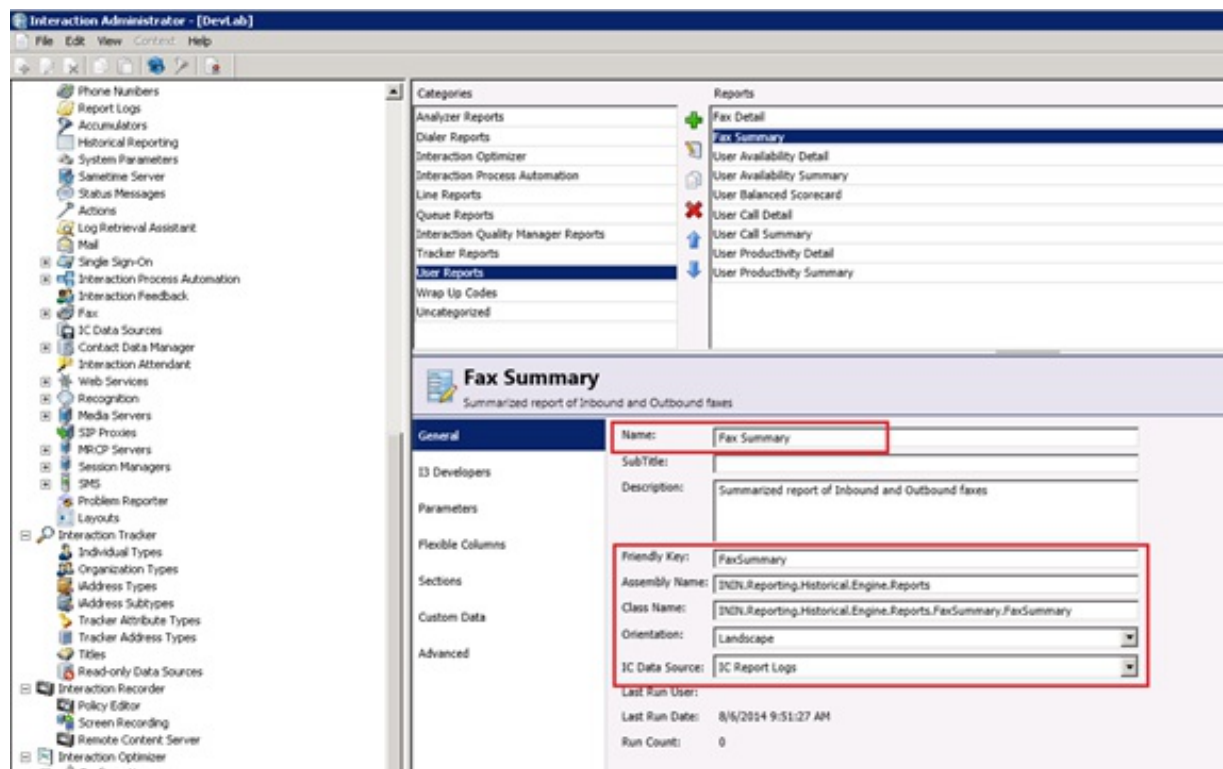 Interaction Administrator - [DevLab]
File Edit View Context Help
Phone Numbers
Report Logs
Accumulators
Historical Reporting
System Parameters
Sametime Server
Status Messages
Actions
Log Retrieval Assistant
Mail
Single Sign-On
Interaction Process Automation
Interaction Feedback
Fax
IC Data Sources
Contact Data Manager
Interaction Attendant
Web Services
Recognition
Media Servers
SIP Proxies
MRCP Servers
Session Managers
SMS
Problem Reporter
Layouts
Interaction Tracker
Individual Types
Organization Types
iAddress Types
iAddress Subtypes
Tracker Attribute Types
Tracker Address Types
Titles
Read-only Data Sources
Interaction Recorder
Policy Editor
Screen Recording
Remote Content Server
Interaction Optimizer
Categories
Analyzer Reports
Dialer Reports
Interaction Optimizer
Interaction Process Automation
Line Reports
Queue Reports
Interaction Quality Manager Reports
Tracker Reports
User Reports
Wrap Up Codes
Uncategorized
Reports
Fax Detail
Fax Summary
User Availability Detail
User Availability Summary
User Balanced Scorecard
User Call Detail
User Call Summary
User Productivity Detail
User Productivity Summary
Fax Summary
Summarized report of Inbound and Outbound faxes
General
I3 Developers
Parameters
Flexible Columns
Sections
Custom Data
Advanced
Name: Fax Summary
SubTitle:
Description: Summarized report of Inbound and Outbound faxes
Friendly Key: FaxSummary
Assembly Name: ININ.Reporting.Historical.Engine.Reports
Class Name: ININ.Reporting.Historical.Engine.Reports.FaxSummary.FaxSummary
Orientation: Landscape
IC Data Source: IC Report Logs
Last Run User:
Last Run Date: 8/6/2014 9:51:27 AM
Run Count: 0